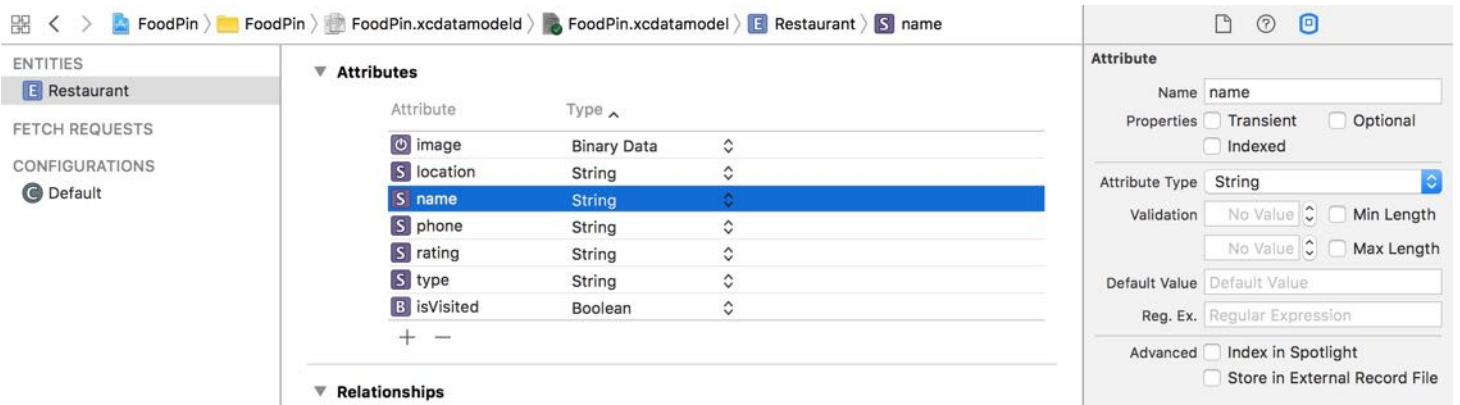 FoodPin 〉 FoodPin 〉 FoodPin.xcdatamodeld 〉 FoodPin.xcdatamodel 〉 E Restaurant 〉 S name
ENTITIES
E Restaurant
FETCH REQUESTS
CONFIGURATIONS
C Default
Attributes
Attribute Type
image Binary Data
S location String
S name String
S phone String
S rating String
S type String
B isVisited Boolean
+ −
Relationships
Attribute
Name name
Properties Transient Optional
Indexed
Attribute Type String
Validation No Value Min Length
No Value Max Length
Default Value Default Value
Reg. Ex. Regular Expression
Advanced Index in Spotlight
Store in External Record File